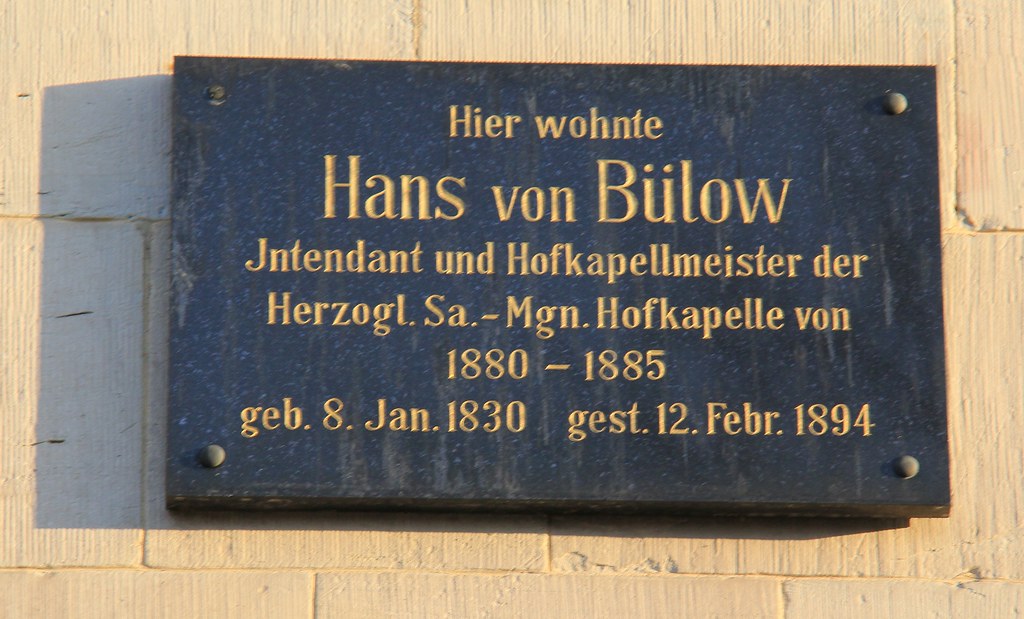 Hier wohnte
Hans von Bülow
Jntendant und Hofkapellmeister der
Herzogl. Sa.-Mgn. Hofkapelle von
1880 – 1885
geb. 8. Jan. 1830 gest. 12. Febr. 1894